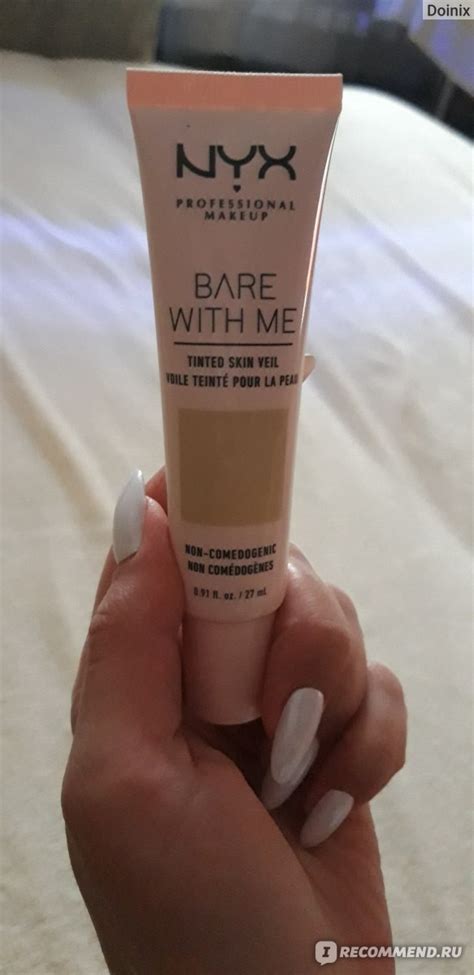 Doinix
NYX
PROFESSIONAL
MAKEUP
BARE
WITH ME
TINTED SKIN VEIL
VOILE TEINTÉ POUR LA PEAU
NON-COMEDOGENIC
NON COMÉDOGÈNES
0.91 fl. oz. / 27 mL
IRECOMMEND.RU